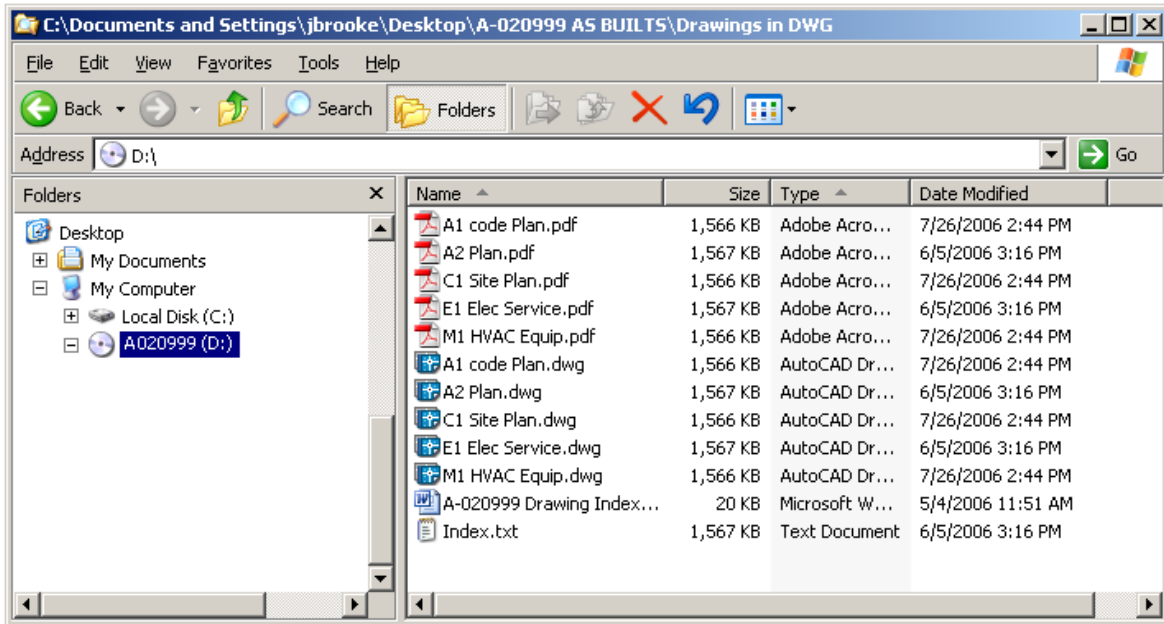 C:\Documents and Settings\jbrooke\Desktop\A-020999 AS BUILTS\Drawings in DWG
File Edit View Favorites Tools Help
Back Search Folders
Address D:\ Go
Folders x
Desktop
My Documents
My Computer
Local Disk (C:)
A020999 (D:)
Name Size Type Date Modified
A1 code Plan.pdf 1,566 KB Adobe Acro... 7/26/2006 2:44 PM
A2 Plan.pdf 1,567 KB Adobe Acro... 6/5/2006 3:16 PM
C1 Site Plan.pdf 1,566 KB Adobe Acro... 7/26/2006 2:44 PM
E1 Elec Service.pdf 1,567 KB Adobe Acro... 6/5/2006 3:16 PM
M1 HVAC Equip.pdf 1,566 KB Adobe Acro... 7/26/2006 2:44 PM
A1 code Plan.dwg 1,566 KB AutoCAD Dr... 7/26/2006 2:44 PM
A2 Plan.dwg 1,567 KB AutoCAD Dr... 6/5/2006 3:16 PM
C1 Site Plan.dwg 1,566 KB AutoCAD Dr... 7/26/2006 2:44 PM
E1 Elec Service.dwg 1,567 KB AutoCAD Dr... 6/5/2006 3:16 PM
M1 HVAC Equip.dwg 1,566 KB AutoCAD Dr... 7/26/2006 2:44 PM
A-020999 Drawing Index... 20 KB Microsoft W... 5/4/2006 11:51 AM
Index.txt 1,567 KB Text Document 6/5/2006 3:16 PM